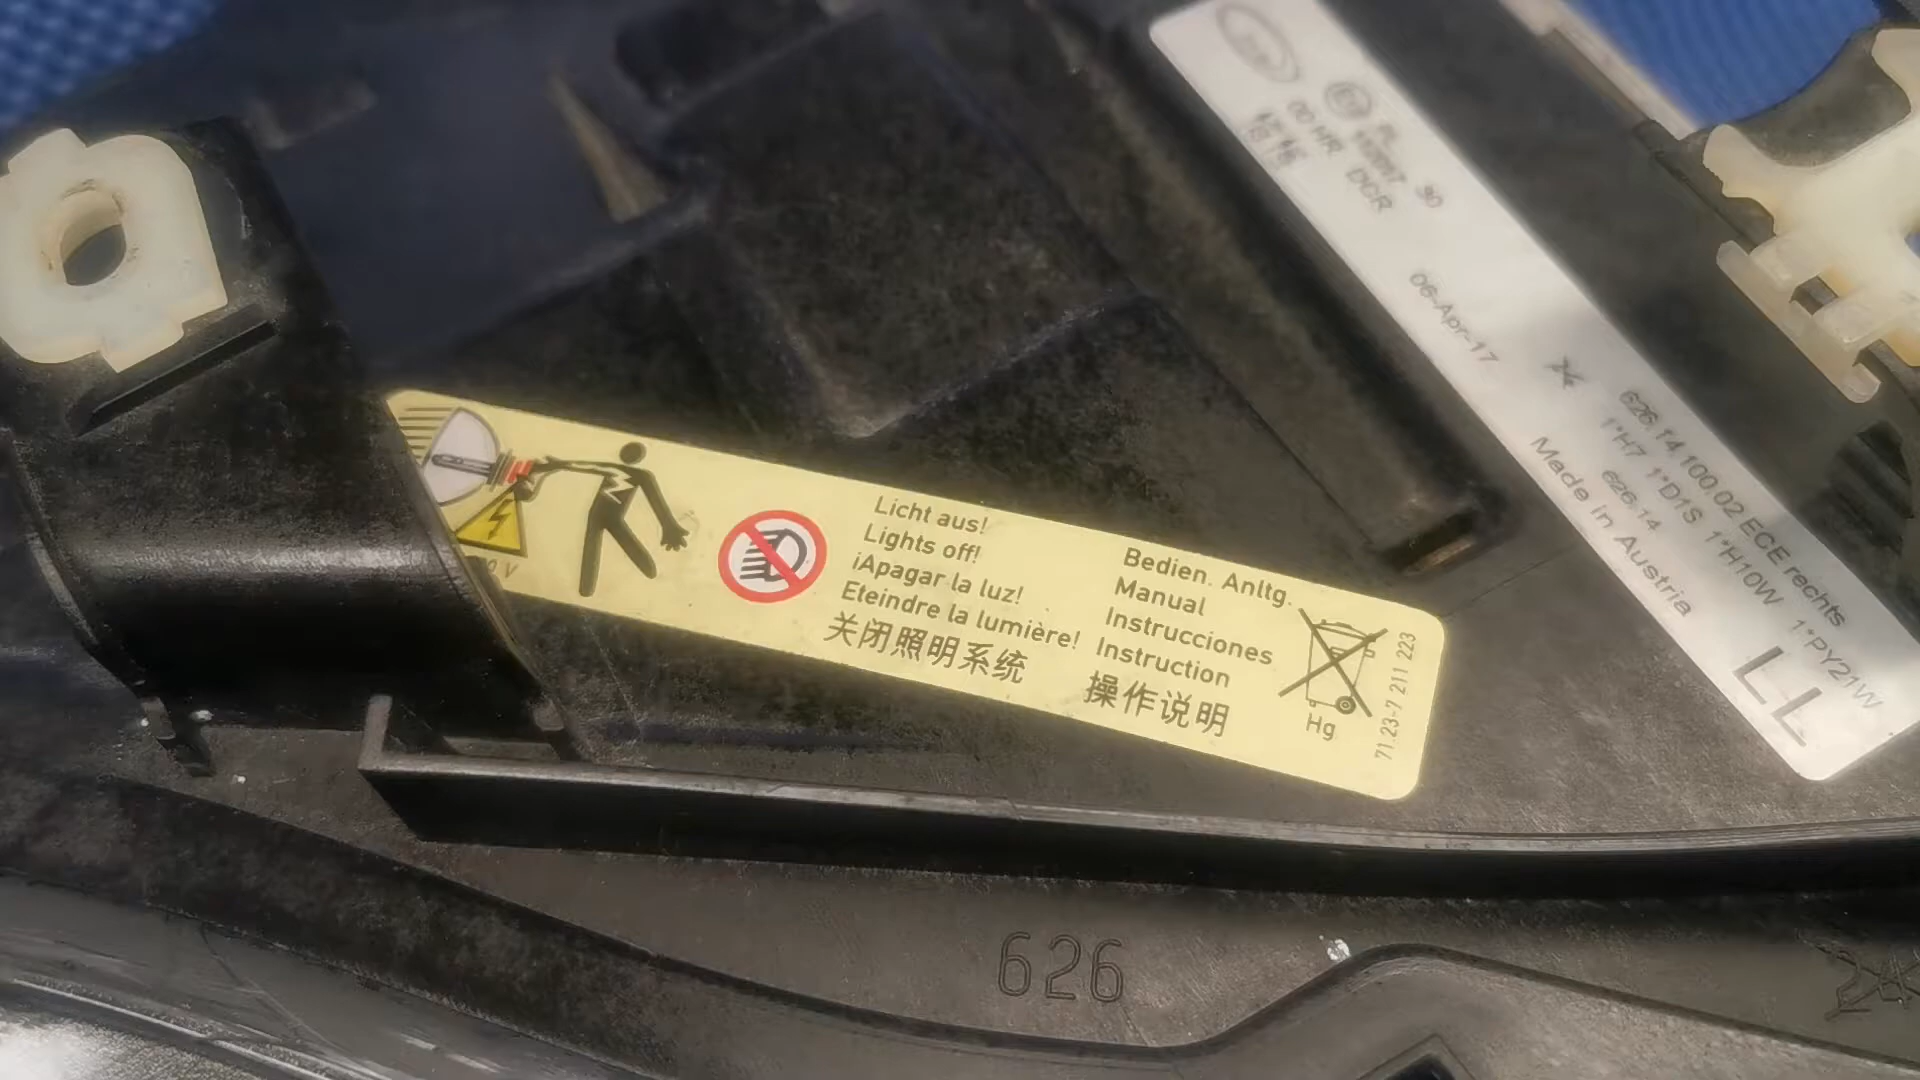 Licht aus!
Lights off!
¡Apagar la luz!
Eteindre la lumière!
关闭照明系统
Bedien. Anltg.
Manual
Instrucciones
Instruction
操作说明
Hg
71.23-7 211 223
00 HR DCR
06-Apr-17
626.14.100.02 ECE rechts
1*H7 1*D1S 1*H10W 1*PY21W
626.14
Made in Austria
LL
626